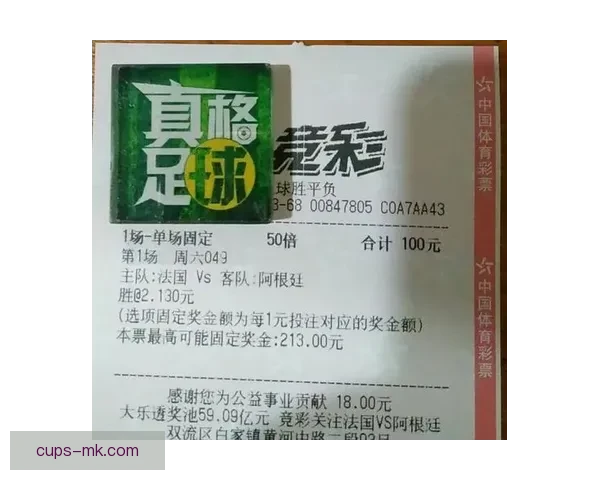 真格
足球
竞彩
球胜平负
3-68 00847805 C0A7AA43
1场-单场固定 50倍 合计 100元
第1场 周六049
主队:法国 Vs 客队:阿根廷
胜@2.130元
(选项固定奖金额为每1元投注对应的奖金额)
本票最高可能固定奖金:213.00元
感谢您为公益事业贡献 18.00元
大乐透奖池59.09亿元 竞彩关注法国VS阿根廷
双流区白家镇黄河中路二段
中国体育彩票
中国体育彩票
cups-mk.com